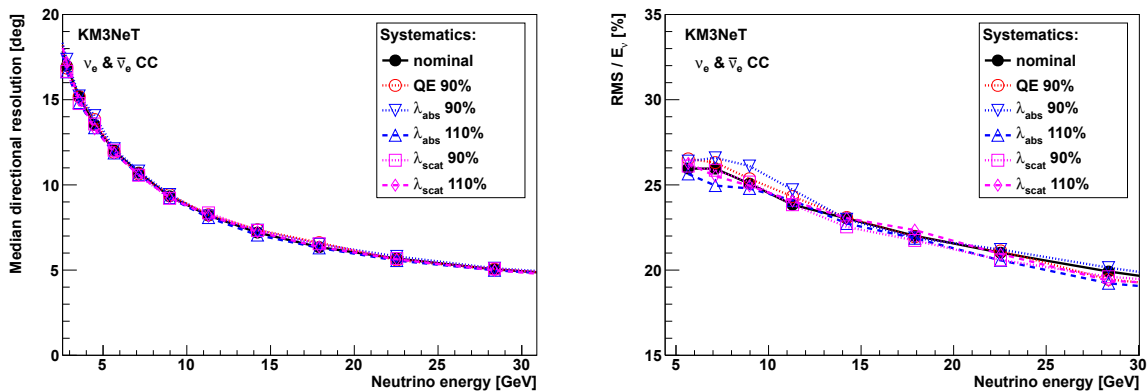 Median directional resolution [deg]
20
15
10
5
0
KM3NeT
νe & ν̅e CC
Systematics:
nominal
QE 90%
λabs 90%
λabs 110%
λscat 90%
λscat 110%
5 10 15 20 25 30
Neutrino energy [GeV]
RMS / Eν [%]
35
30
25
20
15
KM3NeT
νe & ν̅e CC
Systematics:
nominal
QE 90%
λabs 90%
λabs 110%
λscat 90%
λscat 110%
5 10 15 20 25 30
Neutrino energy [GeV]